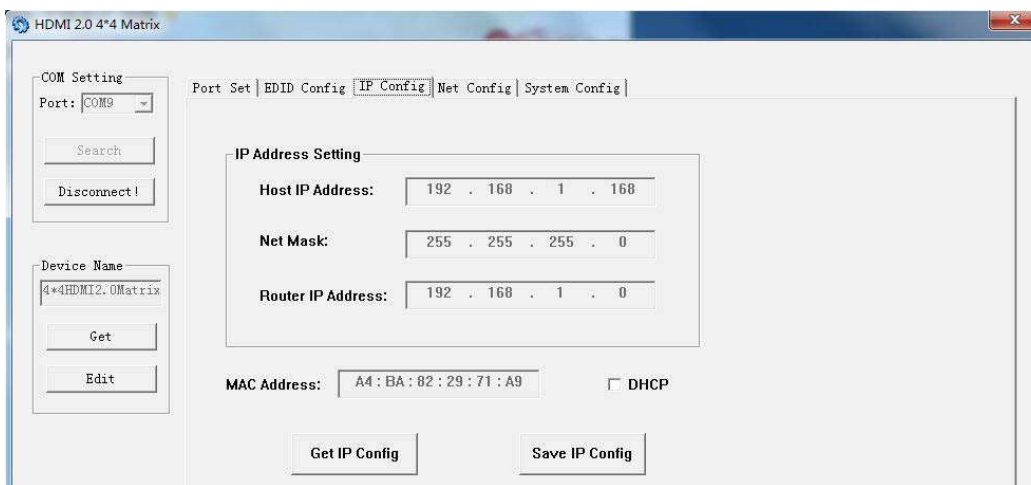 HDMI 2.0 4*4 Matrix
COM Setting
Port: COM9
Search
Disconnect!
Device Name
4*4HDMI2.0Matrix
Get
Edit
Port Set EDID Config IP Config Net Config System Config
IP Address Setting
Host IP Address: 192 . 168 . 1 . 168
Net Mask: 255 . 255 . 255 . 0
Router IP Address: 192 . 168 . 1 . 0
MAC Address: A4:BA:82:29:71:A9
DHCP
Get IP Config
Save IP Config